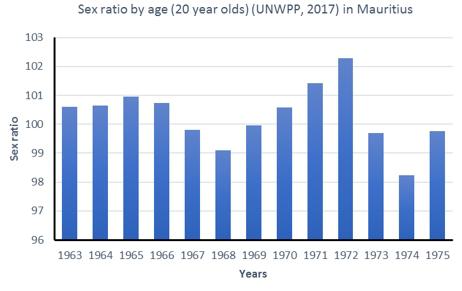 Sex ratio by age (20 year olds) (UNWPP, 2017) in Mauritius
103
102
101
100
99
98
97
96
Sex ratio
1963 1964 1965 1966 1967 1968 1969 1970 1971 1972 1973 1974 1975
Years